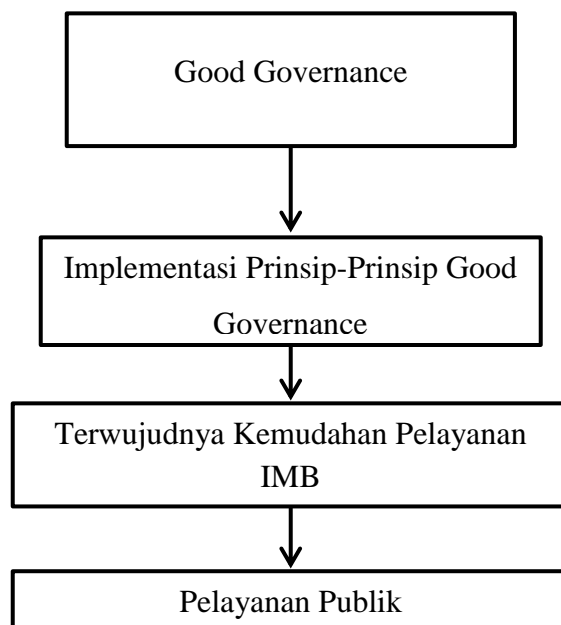 Good Governance
Implementasi Prinsip-Prinsip Good
Governance
Terwujudnya Kemudahan Pelayanan
IMB
Pelayanan Publik